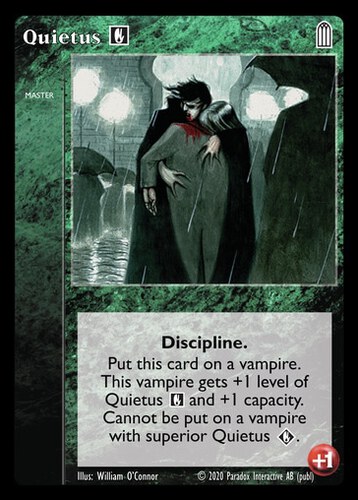 Quietus
MASTER
Discipline.
Put this card on a vampire.
This vampire gets +1 level of
Quietus and +1 capacity.
Cannot be put on a vampire
with superior Quietus .
+1
Illus: William O'Connor © 2020 Paradox Interactive AB (publ)